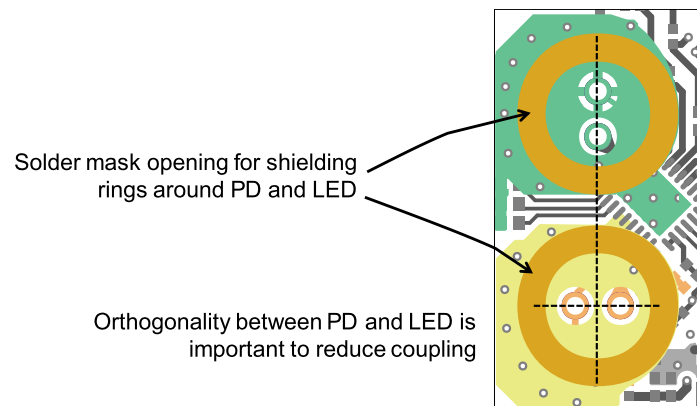 Solder mask opening for shielding
rings around PD and LED
Orthogonality between PD and LED is
important to reduce coupling